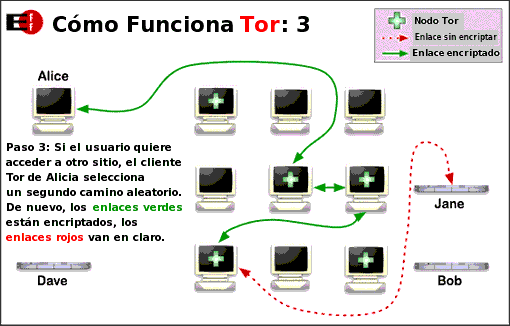 Eff Cómo Funciona Tor: 3
Nodo Tor
Enlace sin encriptar
Enlace encriptado
Alice
Paso 3: Si el usuario quiere
acceder a otro sitio, el cliente
Tor de Alicia selecciona
un segundo camino aleatorio.
De nuevo, los enlaces verdes
están encriptados, los
enlaces rojos van en claro.
Jane
Dave
Bob